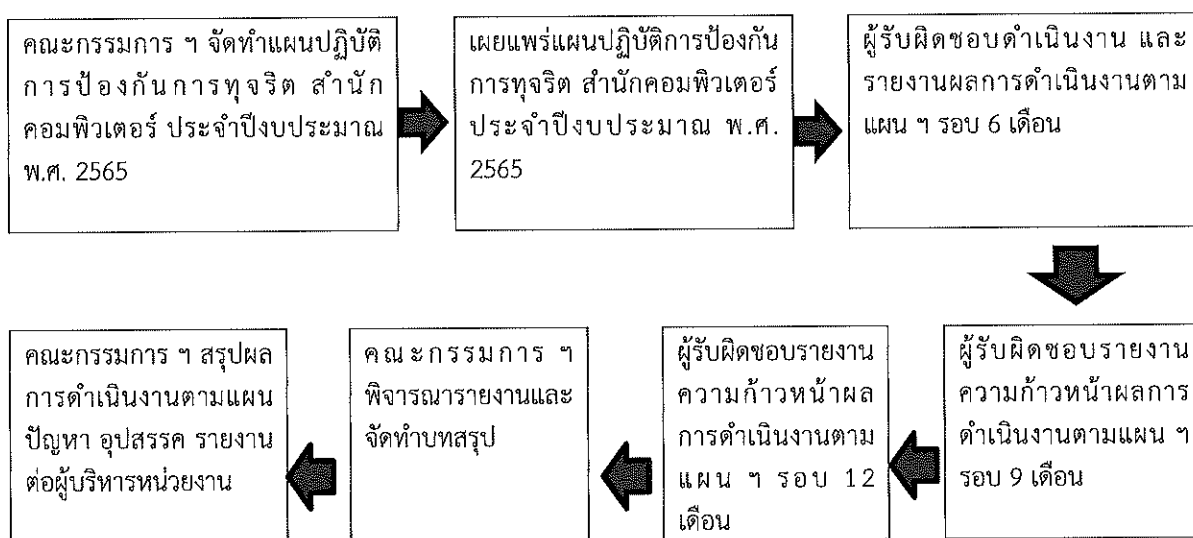 คณะกรรมการ ฯ จัดทำแผนปฏิบัติ
การป้องกันการทุจริต สำนัก
คอมพิวเตอร์ ประจำปีงบประมาณ
พ.ศ. 2565
เผยแพร่แผนปฏิบัติการป้องกัน
การทุจริต สำนักคอมพิวเตอร์
ประจำปีงบประมาณ พ.ศ.
2565
ผู้รับผิดชอบดำเนินงาน และ
รายงานผลการดำเนินงานตาม
แผน ฯ รอบ 6 เดือน
ผู้รับผิดชอบรายงาน
ความก้าวหน้าผลการ
ดำเนินงานตามแผน ฯ
รอบ 9 เดือน
ผู้รับผิดชอบรายงาน
ความก้าวหน้าผล
การดำเนินงานตาม
แผน ฯ รอบ 12
เดือน
คณะกรรมการ ฯ
พิจารณารายงานและ
จัดทำบทสรุป
คณะกรรมการ ฯ สรุปผล
การดำเนินงานตามแผน
ปัญหา อุปสรรค รายงาน
ต่อผู้บริหารหน่วยงาน